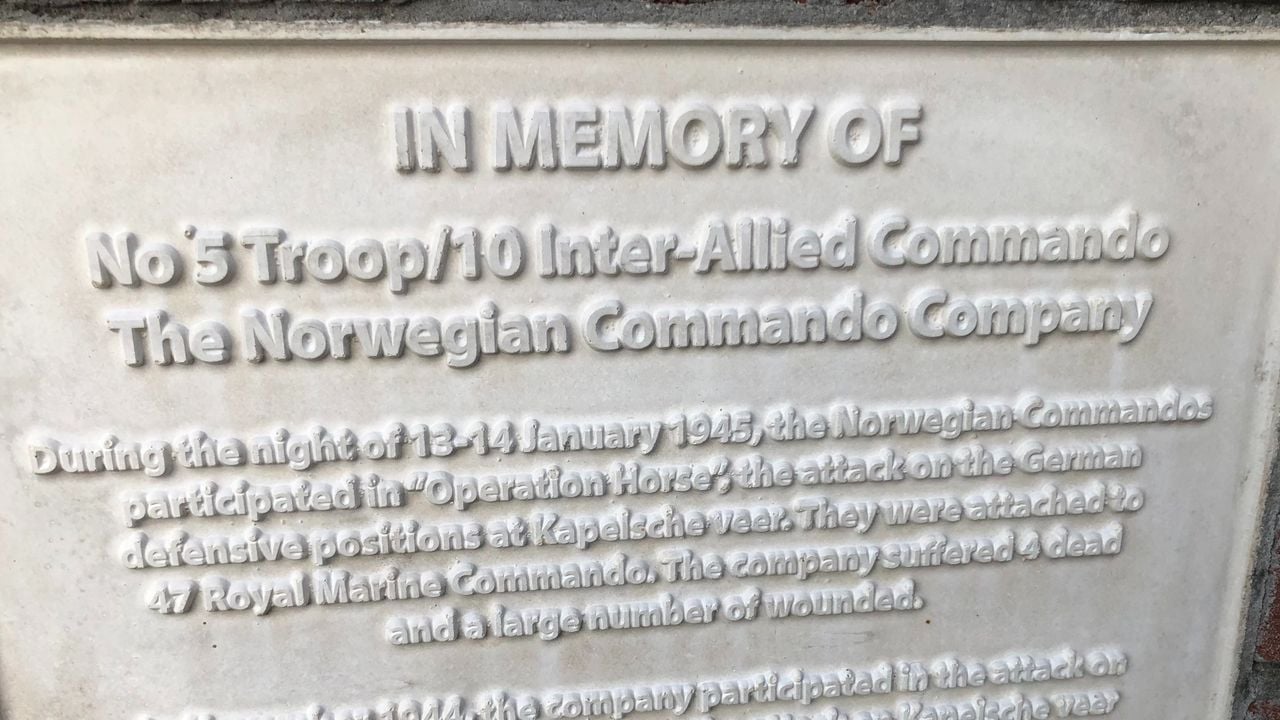 IN MEMORY OF
No 5 Troop/10 Inter-Allied Commando
The Norwegian Commando Company
During the night of 13-14 January 1945, the Norwegian Commandos
participated in “Operation Horse”, the attack on the German
defensive positions at Kapelsche veer. They were attached to
47 Royal Marine Commando. The company suffered 4 dead
and a large number of wounded.
1944, the company participated in the attack on
Kapelsche veer